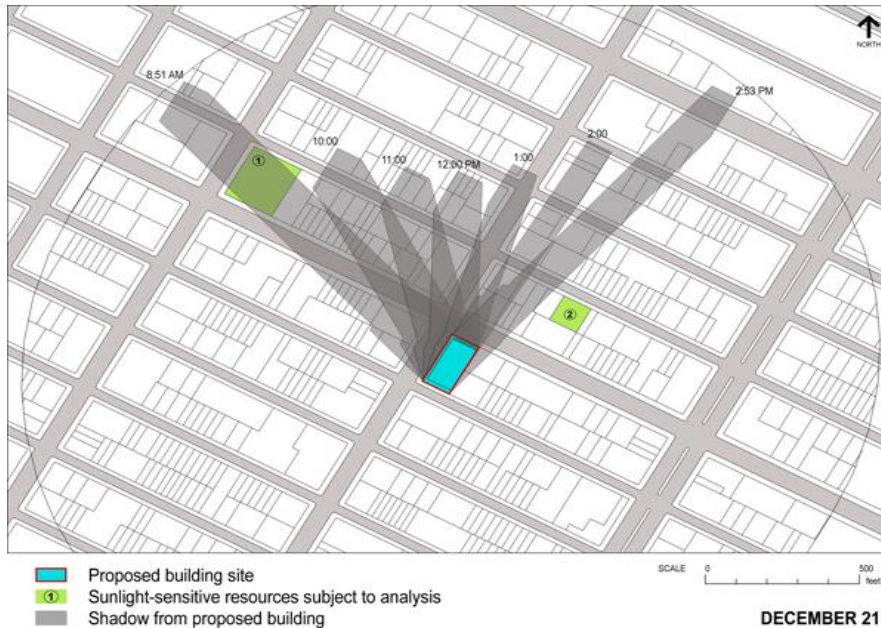 NORTH
8:51 AM
2:53 PM
10:00
11:00
12:00 PM
1:00
2:00
①
②
Proposed building site
① Sunlight-sensitive resources subject to analysis
Shadow from proposed building
SCALE 0 500
feet
DECEMBER 21